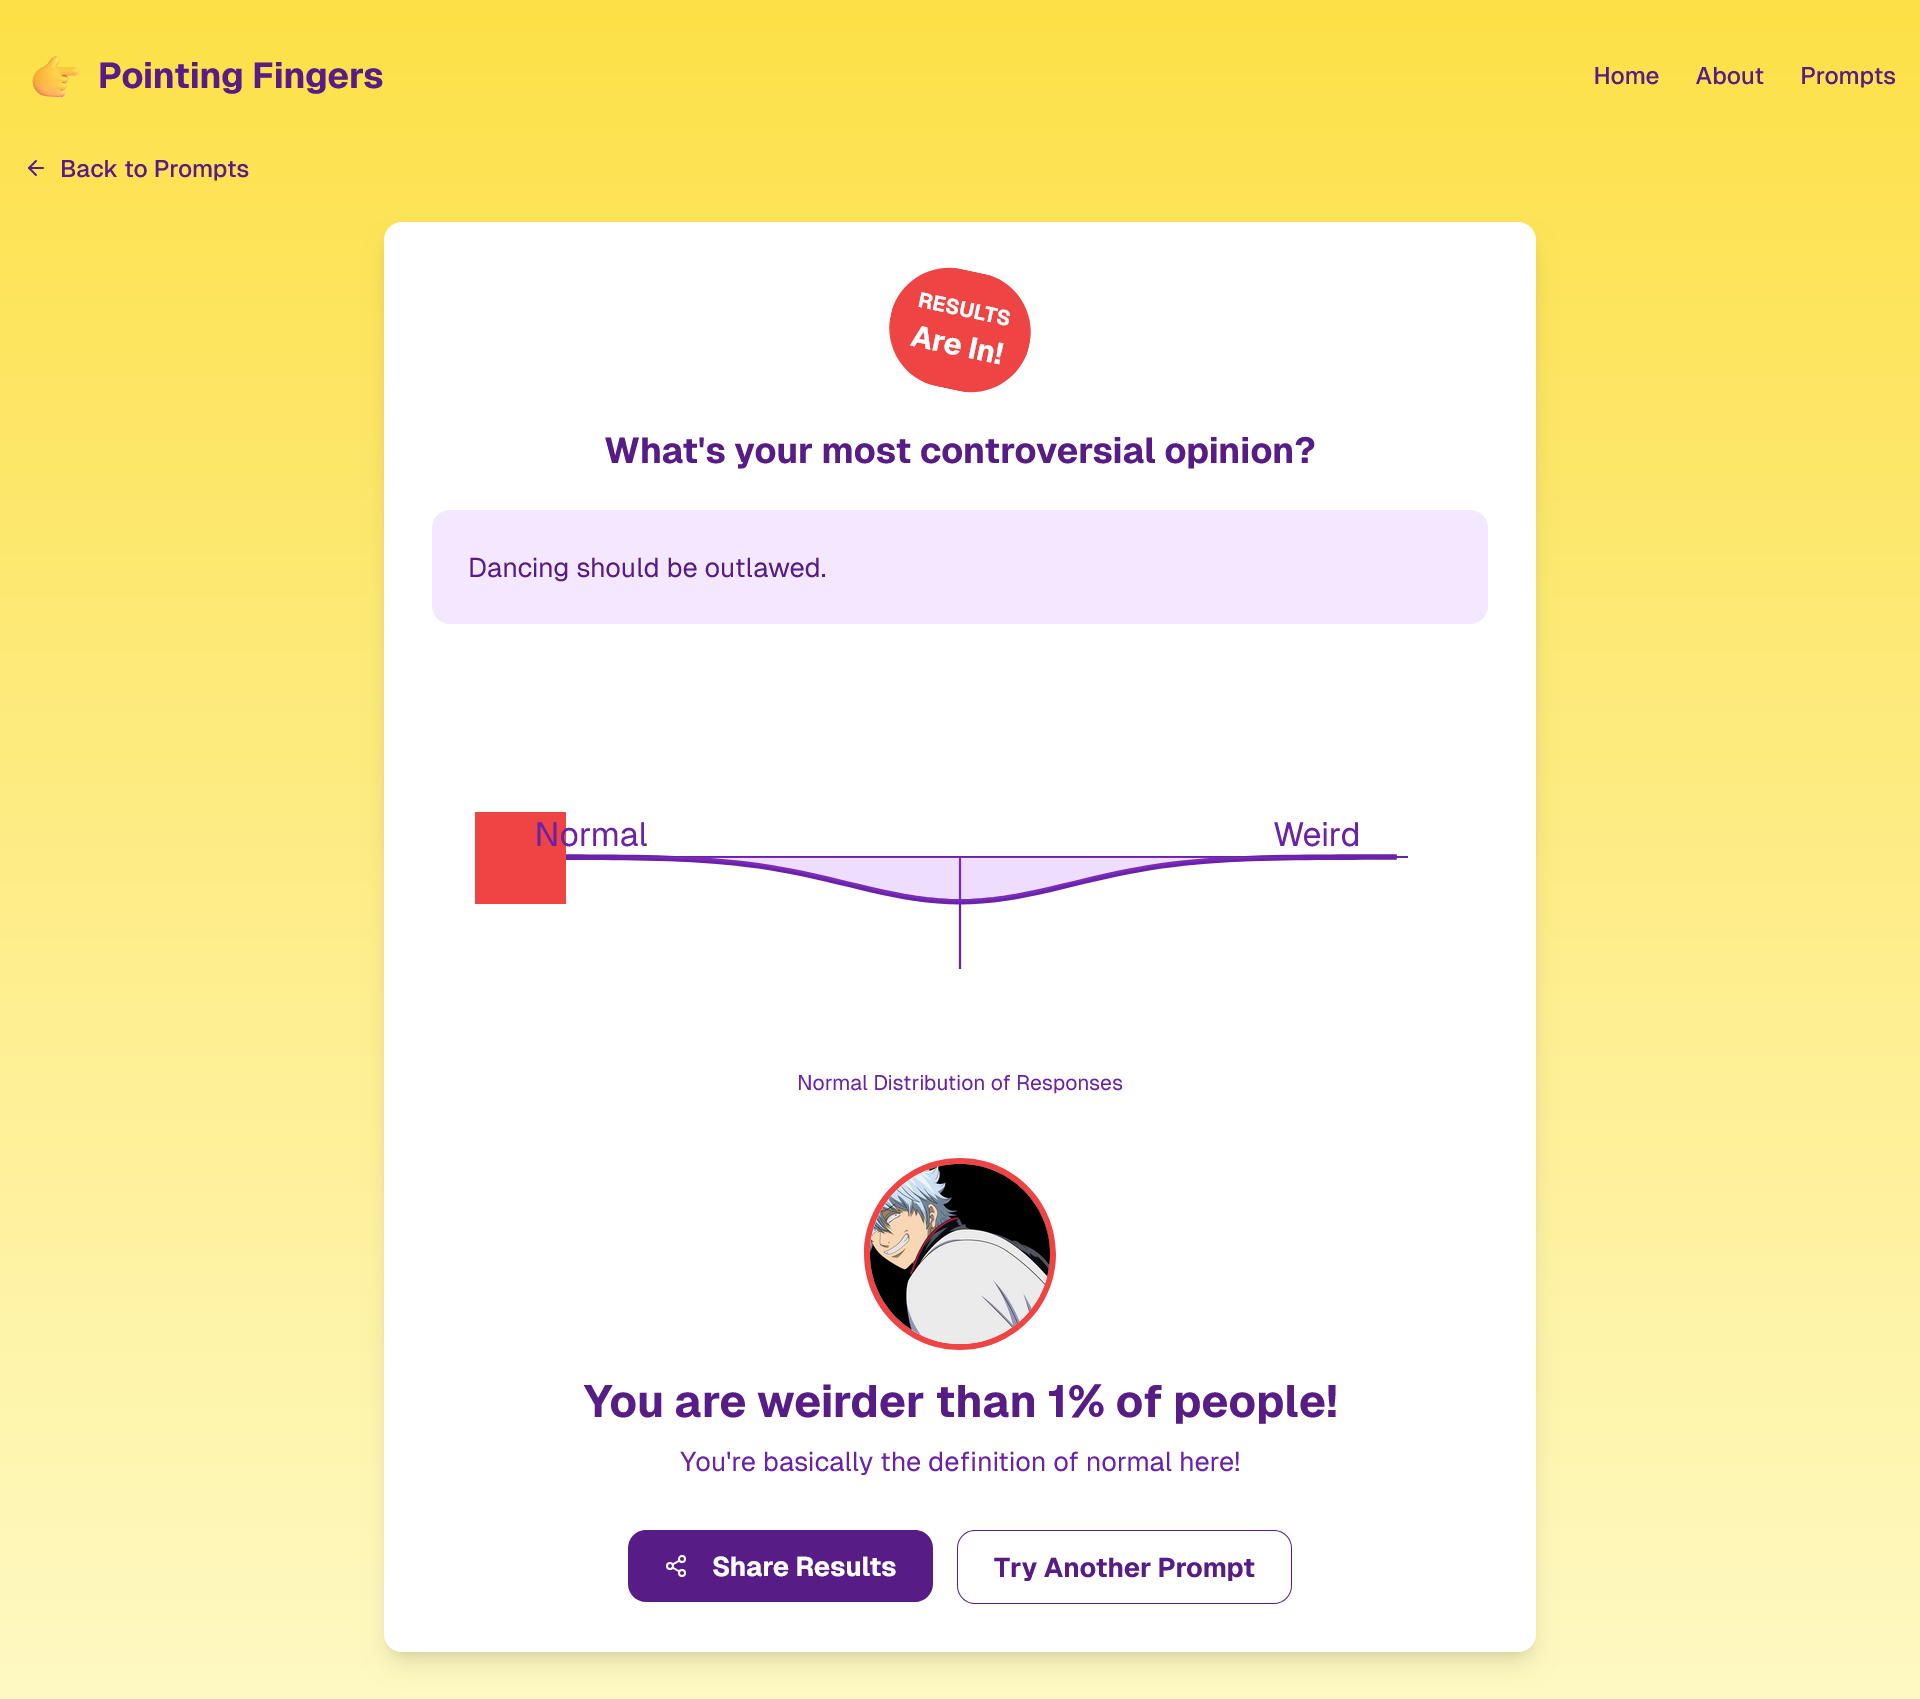 Pointing Fingers
Home
About
Prompts
Back to Prompts
RESULTS
Are In!
What's your most controversial opinion?
Dancing should be outlawed.
Normal
Weird
Normal Distribution of Responses
You are weirder than 1% of people!
You're basically the definition of normal here!
Share Results
Try Another Prompt